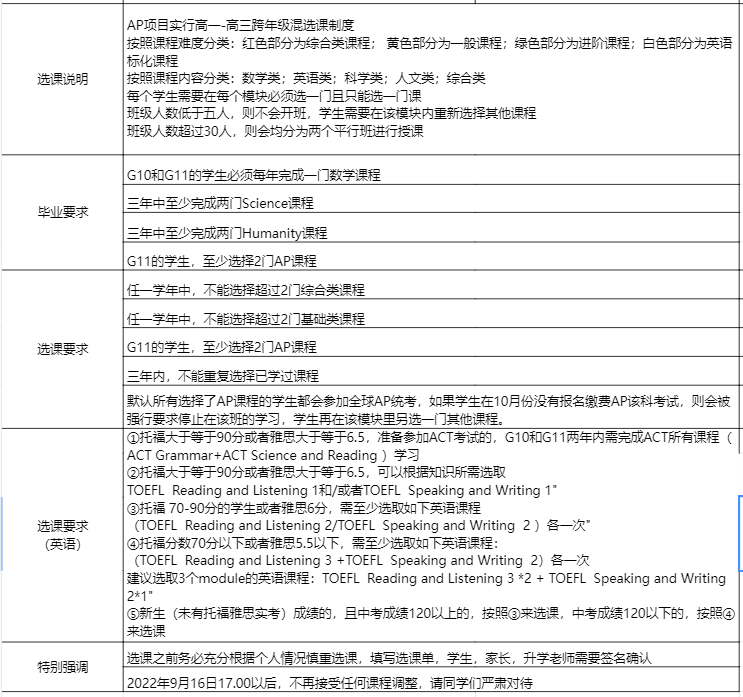 选课说明
AP项目实行高一-高三跨年级混选课制度
按照课程难度分类：红色部分为综合类课程； 黄色部分为一般课程；绿色部分为进阶课程；白色部分为英语
标化课程
按照课程内容分类：数学类；英语类；科学类；人文类；综合类
每个学生需要在每个模块必须选一门且只能选一门课
班级人数低于五人，则不会开班，学生需要在该模块内重新选择其他课程
班级人数超过30人，则会均分为两个平行班进行授课
毕业要求
G10和G11的学生必须每年完成一门数学课程
三年中至少完成两门Science课程
三年中至少完成两门Humanity课程
G11的学生，至少选择2门AP课程
选课要求
任一学年中，不能选择超过2门综合类课程
任一学年中，不能选择超过2门基础类课程
G11的学生，至少选择2门AP课程
三年内，不能重复选择已学过课程
默认所有选择了AP课程的学生都会参加全球AP统考，如果学生在10月份没有报名缴费AP该科考试，则会被
强行要求停止在该班的学习，学生再在该模块里另选一门其他课程。
选课要求
（英语）
①托福大于等于90分或者雅思大于等于6.5，准备参加ACT考试的，G10和G11两年内需完成ACT所有课程（
ACT Grammar+ACT Science and Reading ）学习
②托福大于等于90分或者雅思大于等于6.5，可以根据知识所需选取
TOEFL Reading and Listening 1和/或者TOEFL Speaking and Writing 1"
③托福 70-90分的学生或者雅思6分，需至少选取如下英语课程
（TOEFL Reading and Listening 2/TOEFL Speaking and Writing 2 ）各一次"
④托福分数70分以下或者雅思5.5以下，需至少选取如下英语课程：
（TOEFL Reading and Listening 3 +TOEFL Speaking and Writing 2）各一次
建议选取3个module的英语课程：TOEFL Reading and Listening 3 *2 + TOEFL Speaking and Writing
2*1"
⑤新生（未有托福雅思实考）成绩的，且中考成绩120以上的，按照③来选课，中考成绩120以下的，按照④
来选课
特别强调
选课之前务必充分根据个人情况慎重选课，填写选课单，学生，家长，升学老师需要签名确认
2022年9月16日17.00以后，不再接受任何课程调整，请同学们严肃对待